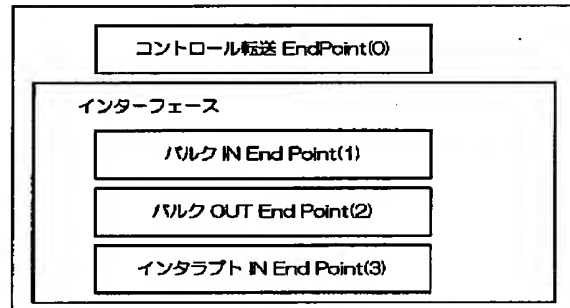 コントロール転送 EndPoint(0)
インターフェース
バルク IN End Point(1)
バルク OUT End Point(2)
インタラプト IN End Point(3)